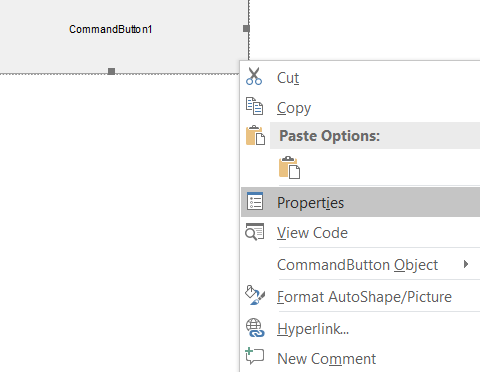 CommandButton1
Cut
Copy
Paste Options:
Properties
View Code
CommandButton Object
Format AutoShape/Picture
Hyperlink...
New Comment